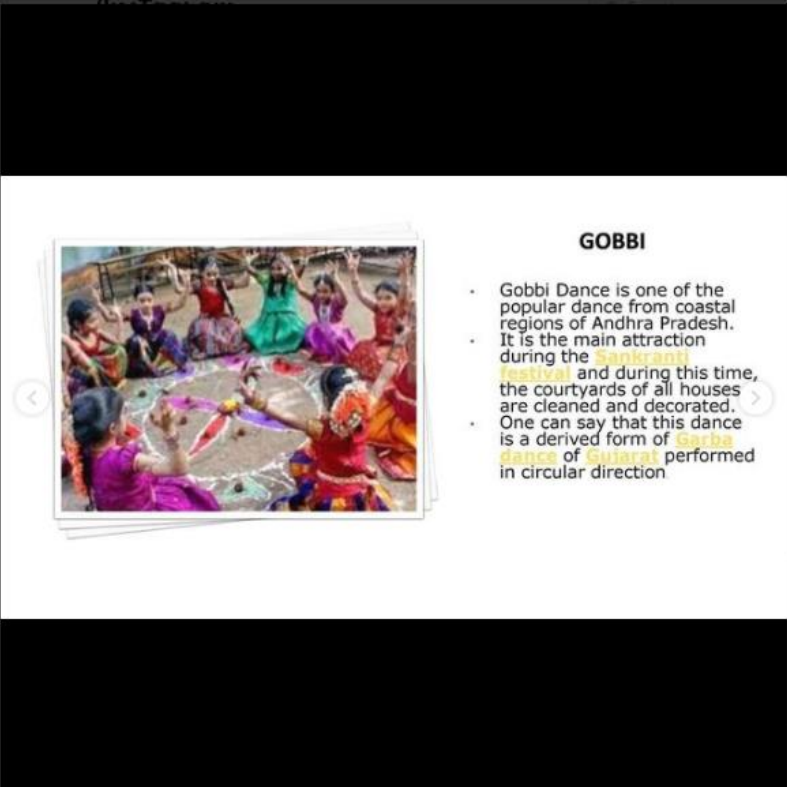 GOBBI
· Gobbi Dance is one of the
popular dance from coastal
regions of Andhra Pradesh.
· It is the main attraction
during the Sankranti
festival and during this time,
the courtyards of all houses
are cleaned and decorated.
· One can say that this dance
is a derived form of Garba
dance of Gujarat performed
in circular direction